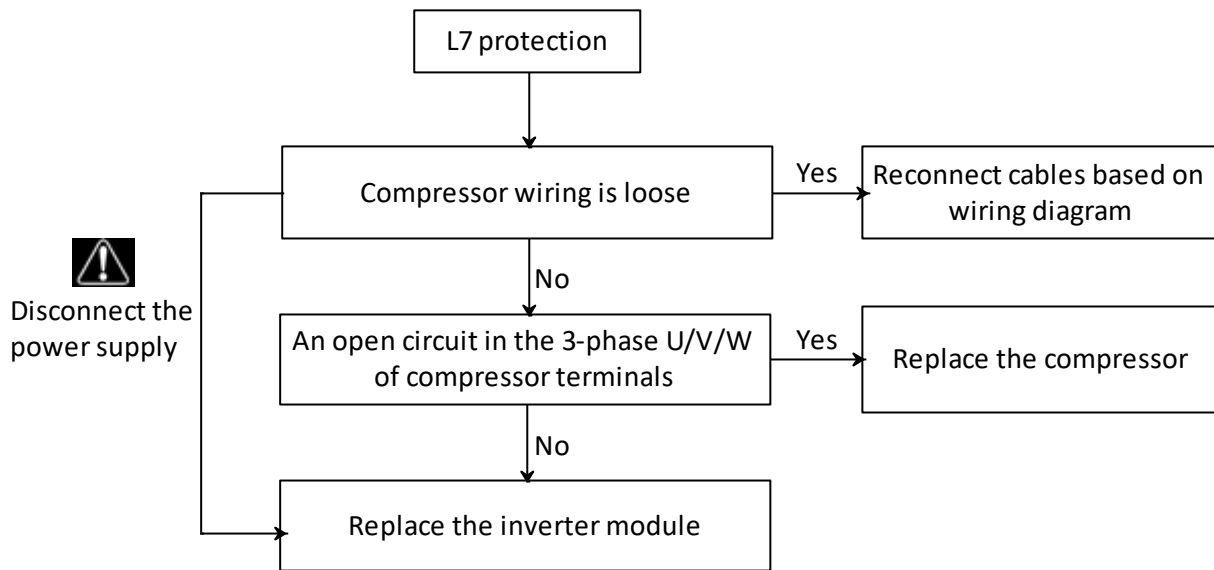 L7 protection
Compressor wiring is loose
Yes
Reconnect cables based on
wiring diagram
No
Disconnect the
power supply
An open circuit in the 3-phase U/V/W
of compressor terminals
Yes
Replace the compressor
No
Replace the inverter module